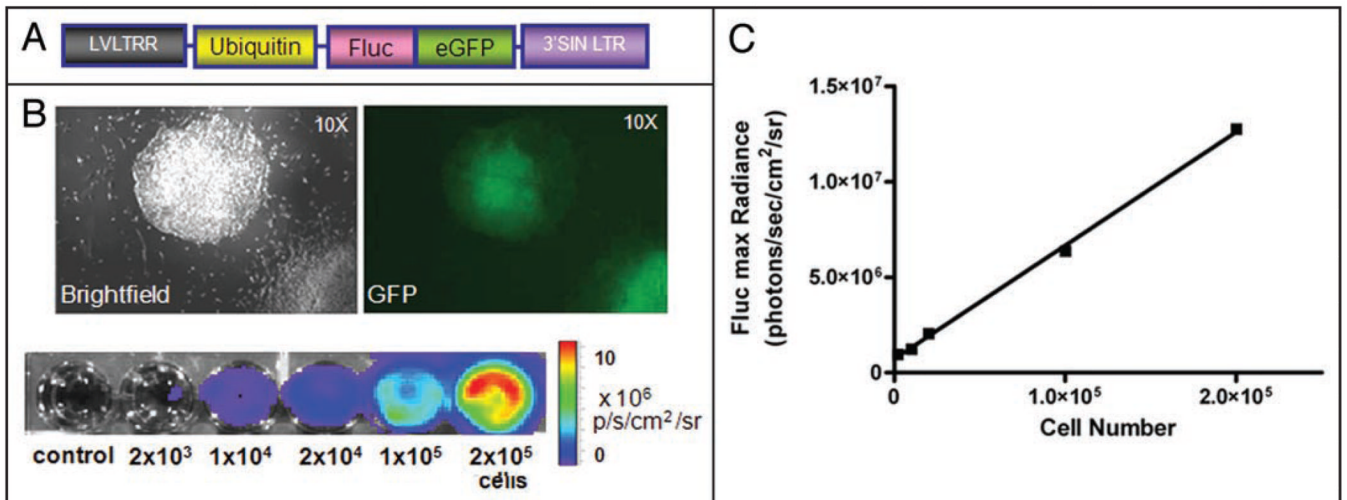 A
LVLTRR Ubiquitin Fluc eGFP 3'SIN LTR
B
10X
Brightfield
10X
GFP
10
x 10⁶
p/s/cm²/sr
0
control 2x10³ 1x10⁴ 2x10⁴ 1x10⁵ 2x10⁵
cells
C
Fluc max Radiance
(photons/sec/cm²/sr)
1.5×10⁷
1.0×10⁷
5.0×10⁶
0
0 1.0×10⁵ 2.0×10⁵
Cell Number